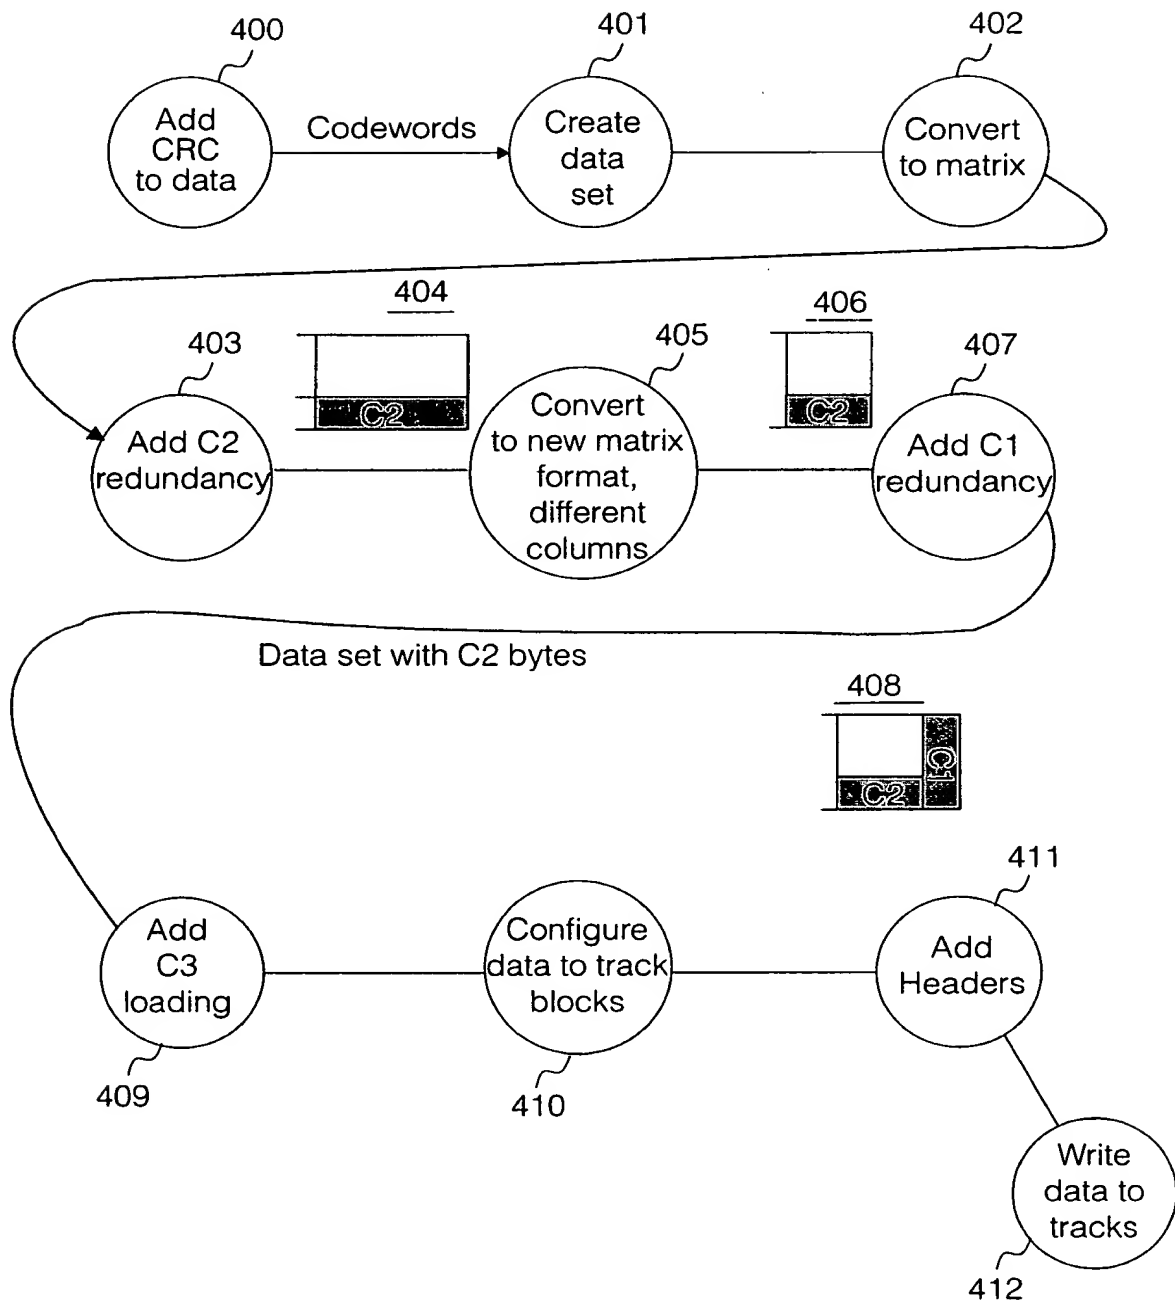 400
401
402
Add
CRC
to data
Codewords
Create
data
set
Convert
to matrix
404
406
403
405
407
C2
C2
Add C2
redundancy
Convert
to new matrix
format,
different
columns
Add C1
redundancy
Data set with C2 bytes
408
C1
C2
411
Add
C3
loading
Configure
data to track
blocks
Add
Headers
409
410
Write
data to
tracks
412